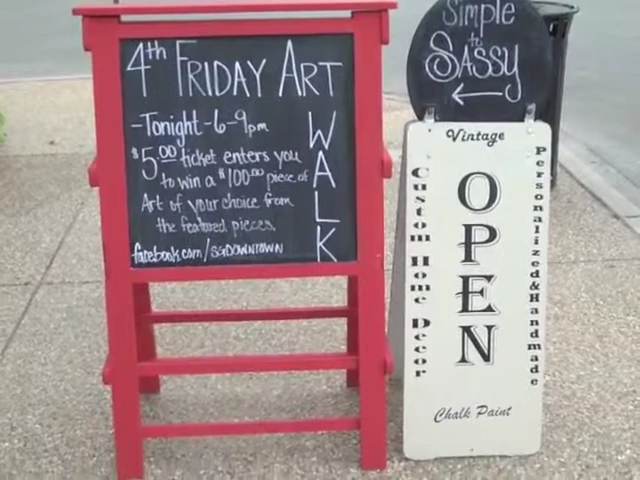 4th FRIDAY ART
WALK
-Tonight-6-9pm
$5.00 ticket enters you
to win a $100.00 piece of
Art of your choice from
the featured pieces.
facebook.com/SGDOWNTOWN
Simple
to
SASSY
←
Vintage
OPEN
Custom Home Decor
Personalized&Handmade
Chalk Paint